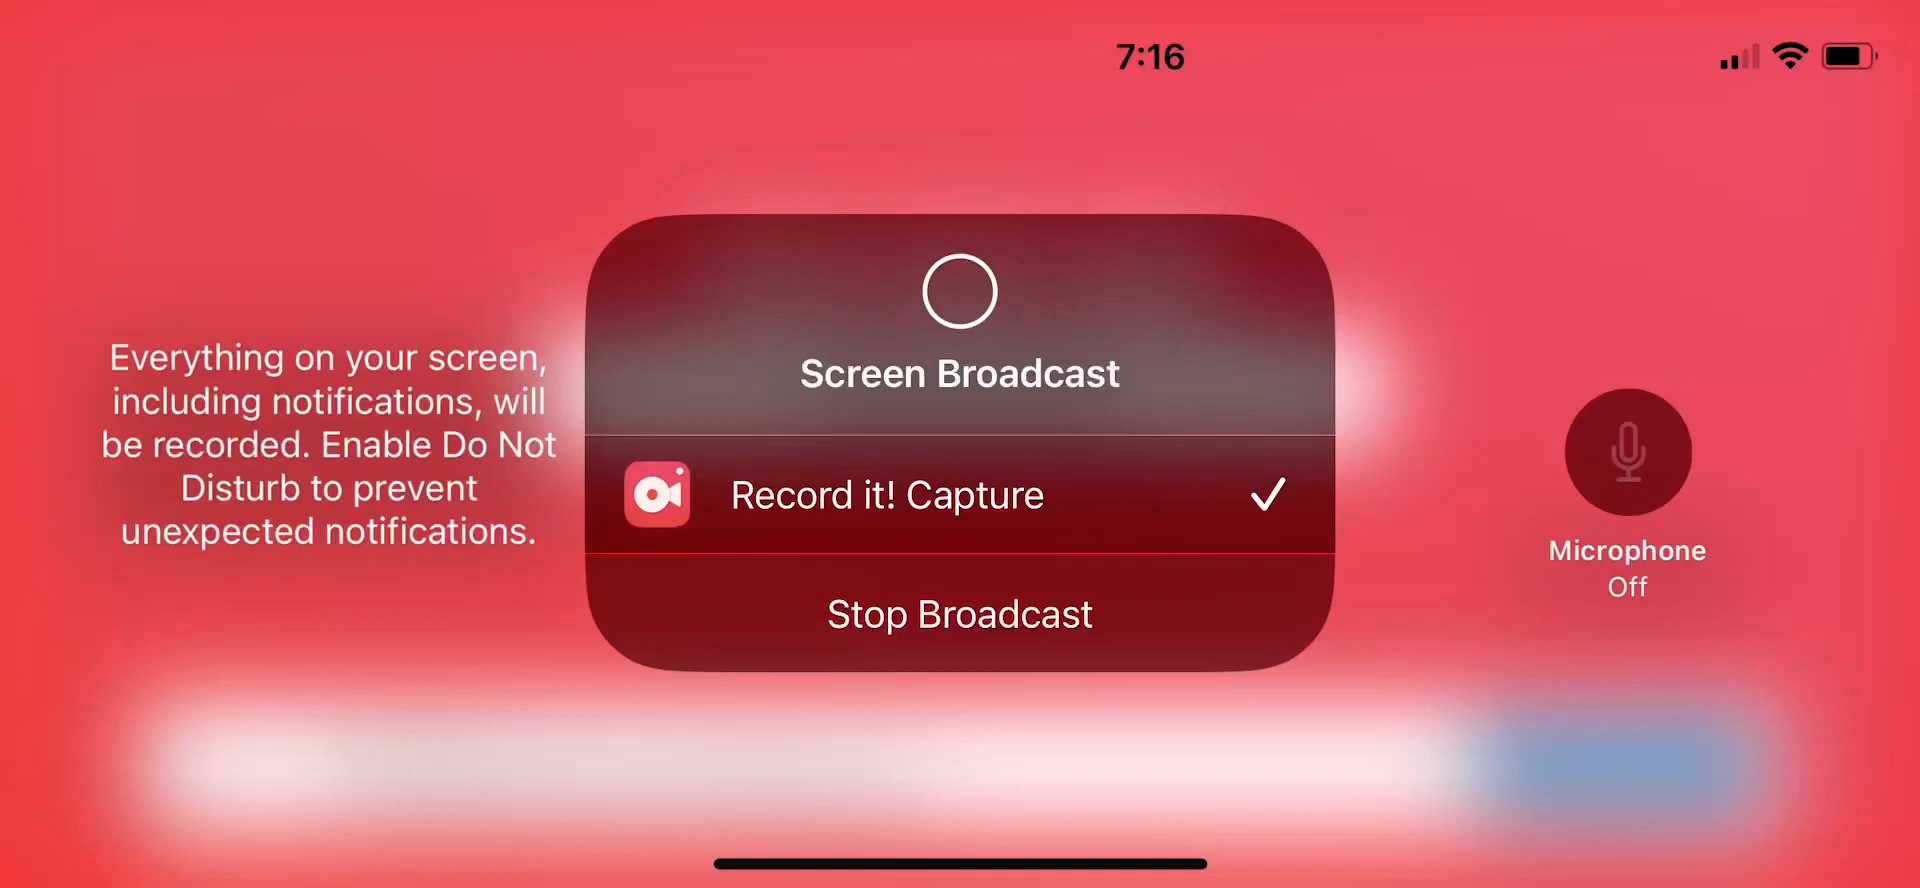 7:16
Everything on your screen,
including notifications, will
be recorded. Enable Do Not
Disturb to prevent
unexpected notifications.
Screen Broadcast
Record it! Capture
Stop Broadcast
Microphone
Off